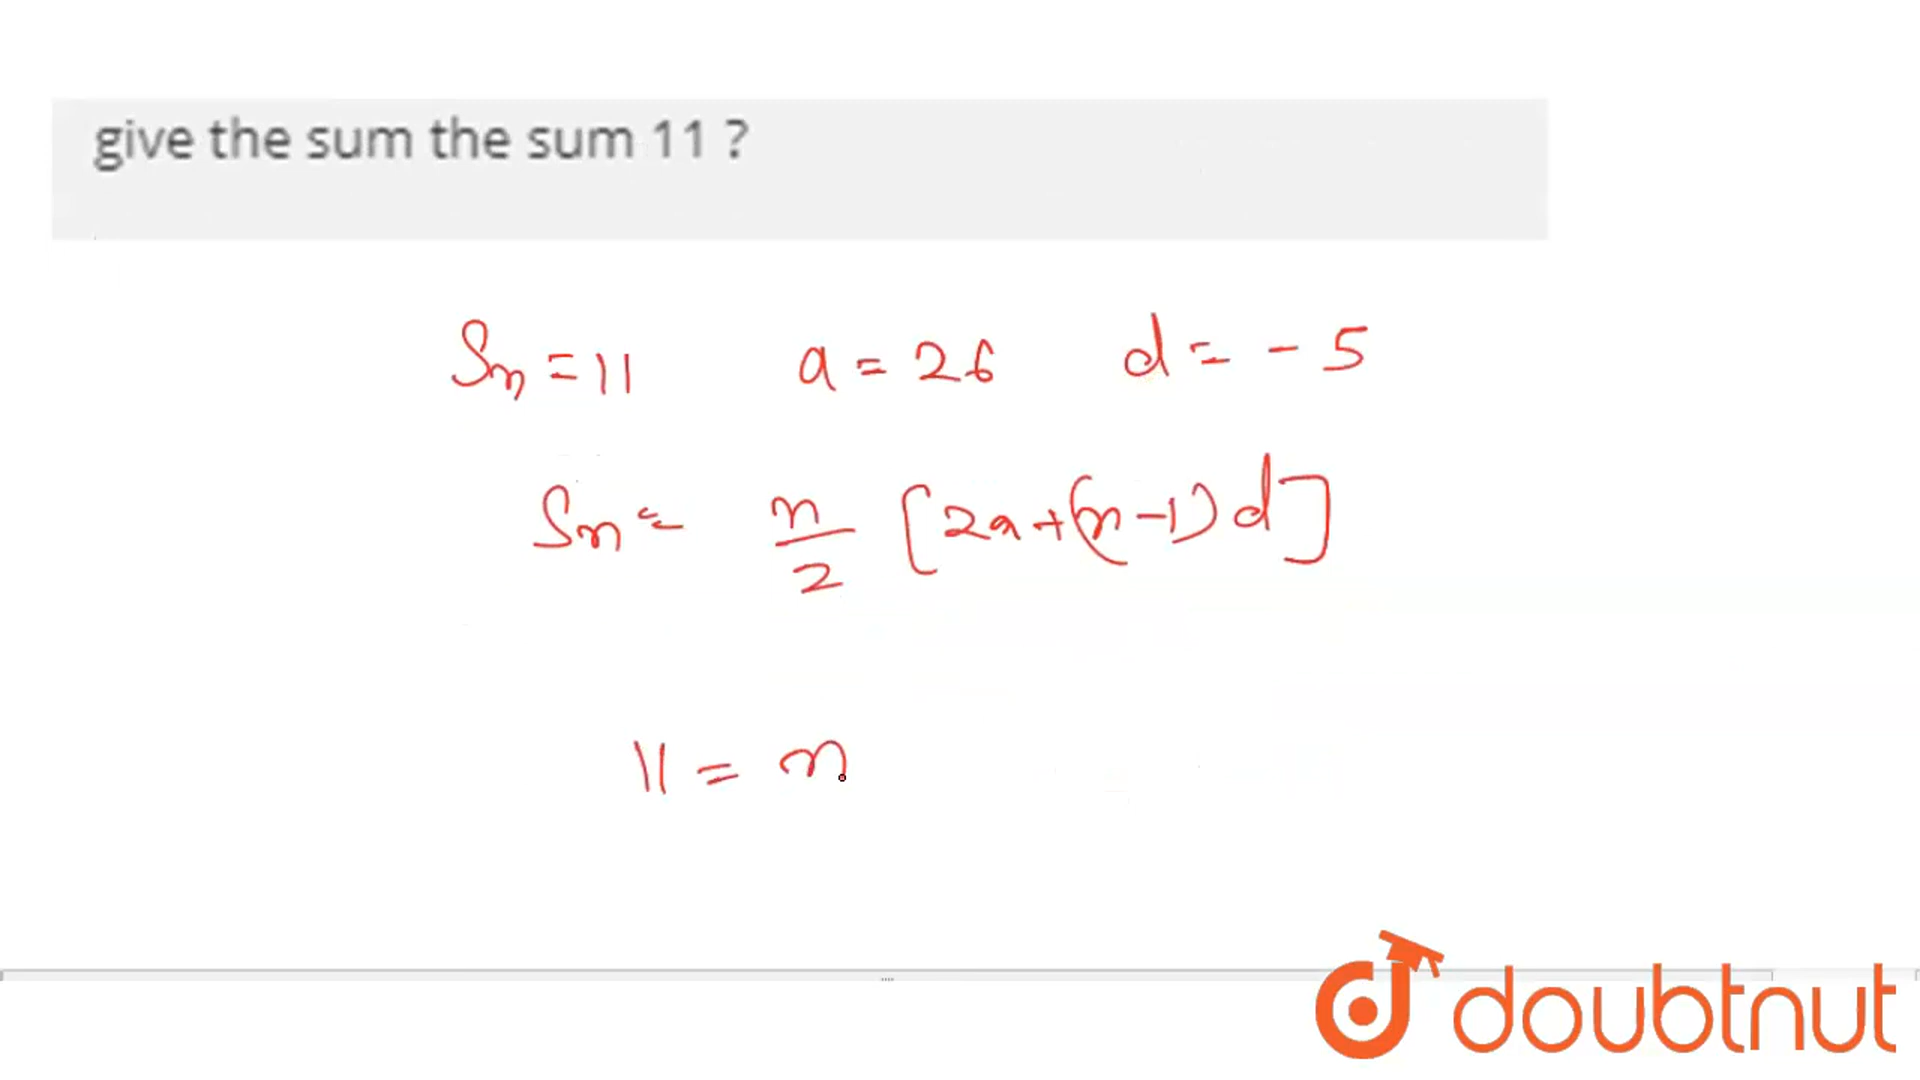 give the sum the sum 11 ?
Sn = 11 a = 26 d = - 5
Sn = n/2 [2a+(n-1)d]
11 = n
doubtnut